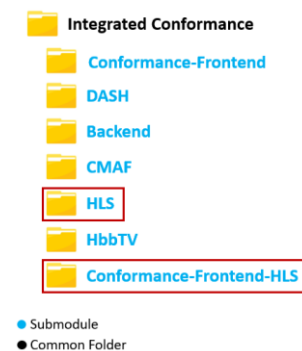 Integrated Conformance
Conformance-Frontend
DASH
Backend
CMAF
HLS
HbbTV
Conformance-Frontend-HLS
Submodule
Common Folder